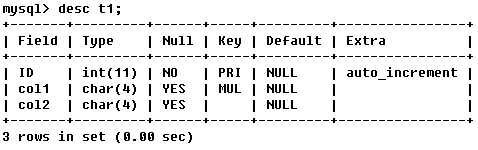 mysql> desc t1;
+-------+---------+------+-----+---------+----------------+
| Field | Type    | Null | Key | Default | Extra          |
+-------+---------+------+-----+---------+----------------+
| ID    | int(11) | NO   | PRI | NULL    | auto_increment |
| col1  | char(4) | YES  | MUL | NULL    |                |
| col2  | char(4) | YES  |     | NULL    |                |
+-------+---------+------+-----+---------+----------------+
3 rows in set (0.00 sec)